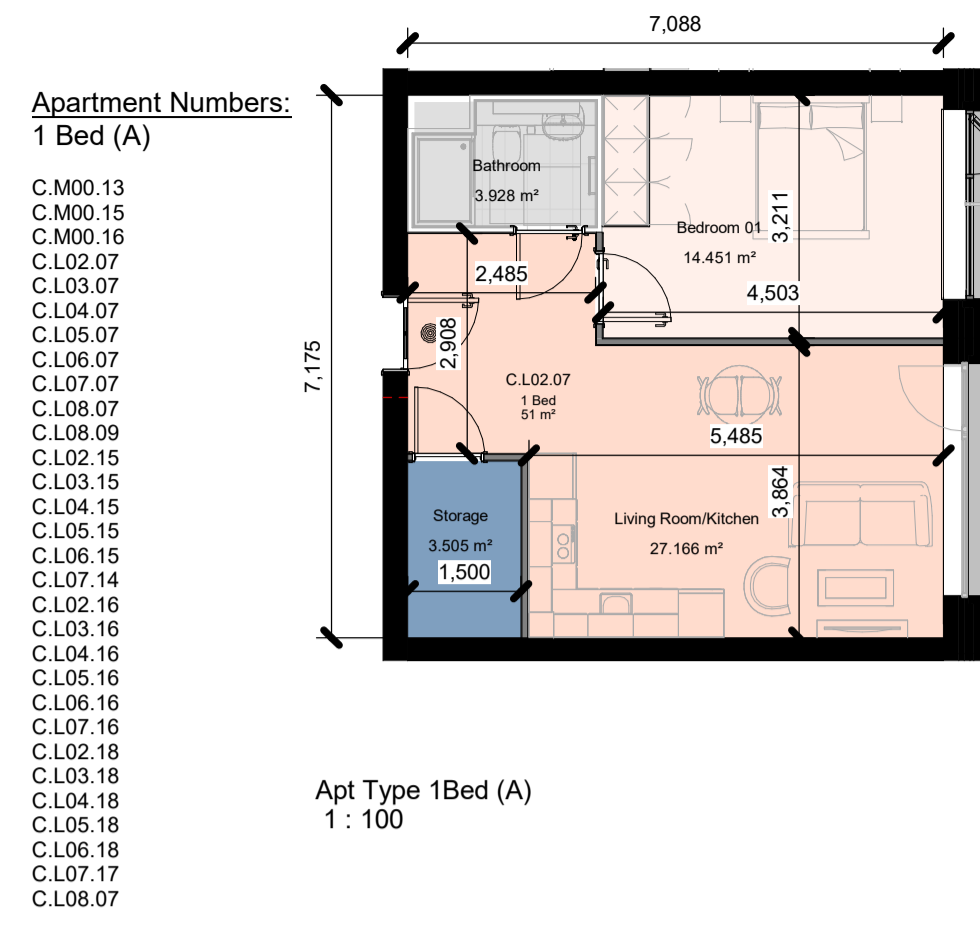 Apartment Numbers:
1 Bed (A)
C.M00.13
C.M00.15
C.M00.16
C.L02.07
C.L03.07
C.L04.07
C.L05.07
C.L06.07
C.L07.07
C.L08.07
C.L08.09
C.L02.15
C.L03.15
C.L04.15
C.L05.15
C.L06.15
C.L07.14
C.L02.16
C.L03.16
C.L04.16
C.L05.16
C.L06.16
C.L07.16
C.L02.18
C.L03.18
C.L04.18
C.L05.18
C.L06.18
C.L07.17
C.L08.07
7,088
7,175
Bathroom
3.928 m²
Bedroom 01
14.451 m²
3,211
2,485
4,503
2,908
C.L02.07
1 Bed
51 m²
5,485
3,864
Storage
3.505 m²
1,500
Living Room/Kitchen
27.166 m²
Apt Type 1Bed (A)
1 : 100